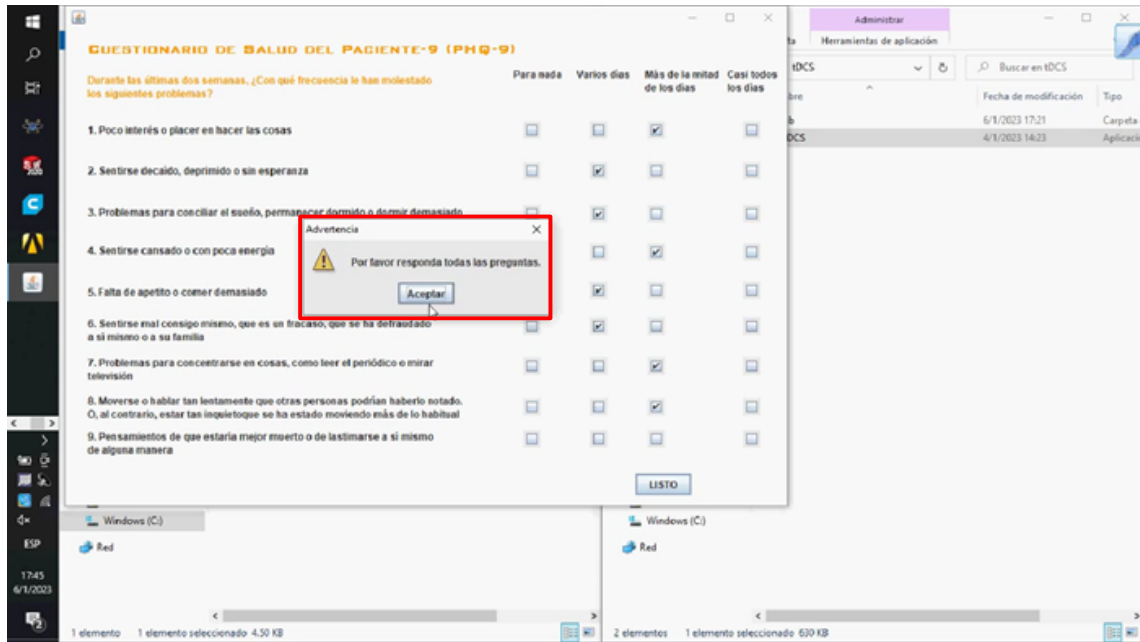 CUESTIONARIO DE SALUD DEL PACIENTE-9 (PHQ-9)
Durante las últimas dos semanas, ¿Con qué frecuencia le han molestado
los siguientes problemas?
Para nada
Varios días
Más de la mitad
de los días
Casi todos
los días
1. Poco interés o placer en hacer las cosas
2. Sentirse decaído, deprimido o sin esperanza
3. Problemas para conciliar el sueño, permanecer dormido o dormir demasiado
4. Sentirse cansado o con poca energía
5. Falta de apetito o comer demasiado
6. Sentirse mal consigo mismo, que es un fracaso, que se ha defraudado
a si mismo o a su familia
7. Problemas para concentrarse en cosas, como leer el periódico o mirar
televisión
8. Moverse o hablar tan lentamente que otras personas podrían haberlo notado.
O, al contrario, estar tan inquietoque se ha estado moviendo más de lo habitual
9. Pensamientos de que estaría mejor muerto o de lastimarse a si mismo
de alguna manera
LISTO
Advertencia
Por favor responda todas las preguntas.
Aceptar
Administrar
Herramientas de aplicación
tDCS
Buscar en tDCS
Fecha de modificación
Tipo
6/1/2023 17:21
Carpeta
4/1/2023 14:23
Windows (C:)
Red
1 elemento
1 elemento seleccionado 4.50 KB
Windows (C:)
Red
2 elementos
1 elemento seleccionado 630 KB
ESP
17:45
6/1/2023